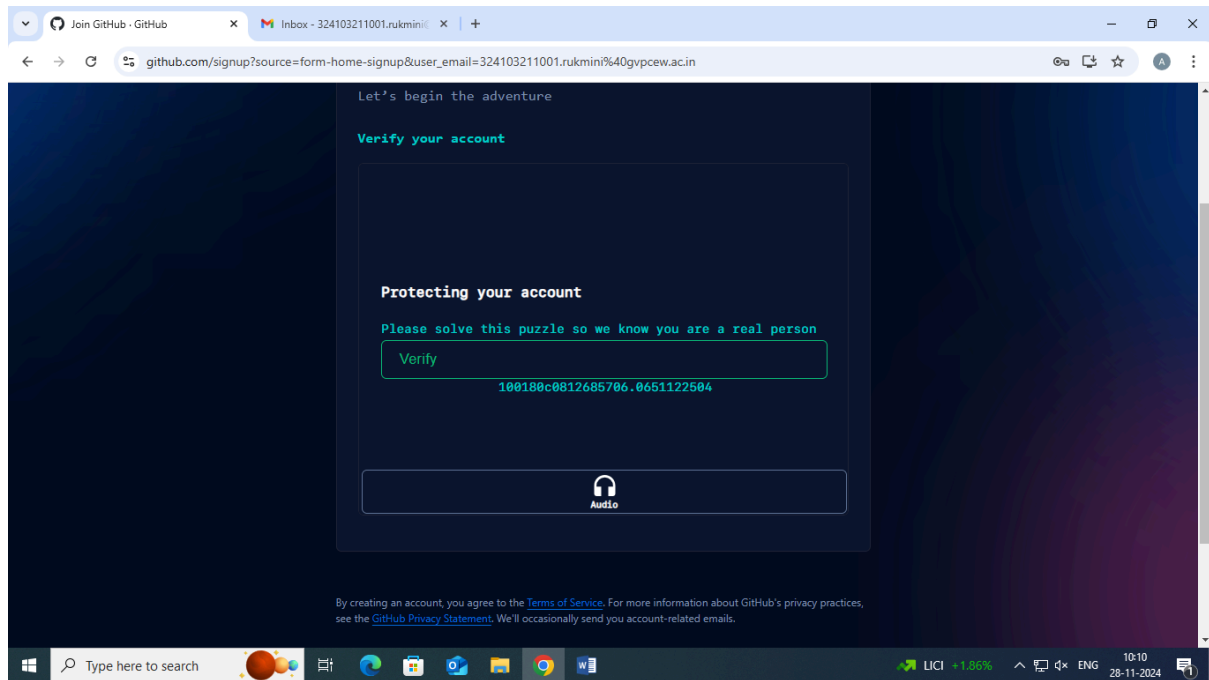 Join GitHub · GitHub
Inbox - 324103211001.rukmini
github.com/signup?source=form-home-signup&user_email=324103211001.rukmini%40gvpcew.ac.in
A
Let’s begin the adventure
Verify your account
Protecting your account
Please solve this puzzle so we know you are a real person
Verify
100180c0812685706.0651122504
Audio
By creating an account, you agree to the Terms of Service. For more information about GitHub's privacy practices,
see the GitHub Privacy Statement. We'll occasionally send you account-related emails.
Type here to search
LICI +1.86%
ENG
10:10
28-11-2024
1